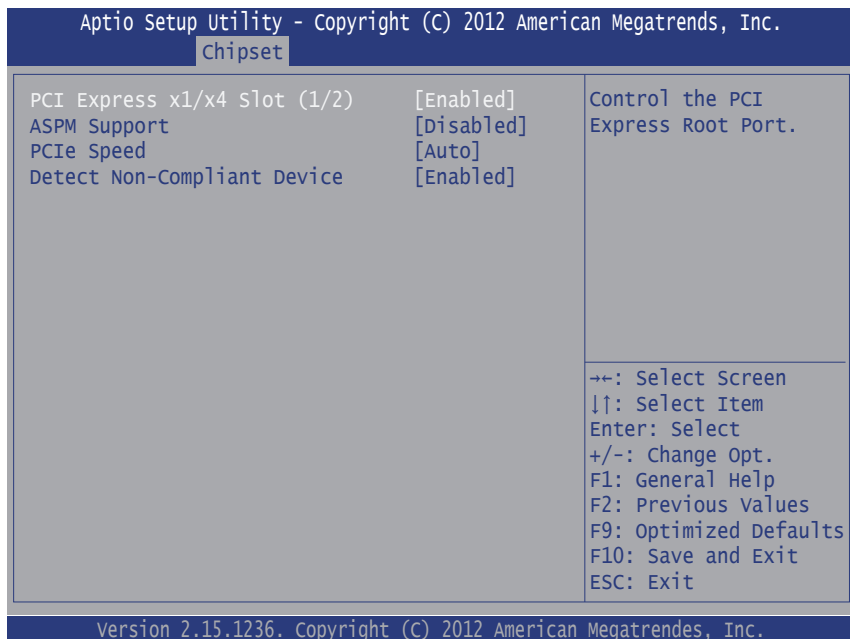 Aptio Setup Utility - Copyright (C) 2012 American Megatrends, Inc.
Chipset
PCI Express x1/x4 Slot (1/2) [Enabled]
ASPM Support [Disabled]
PCIe Speed [Auto]
Detect Non-Compliant Device [Enabled]
Control the PCI
Express Root Port.
→←: Select Screen
↓↑: Select Item
Enter: Select
+/-: Change Opt.
F1: General Help
F2: Previous Values
F9: Optimized Defaults
F10: Save and Exit
ESC: Exit
Version 2.15.1236. Copyright (C) 2012 American Megatrendes, Inc.